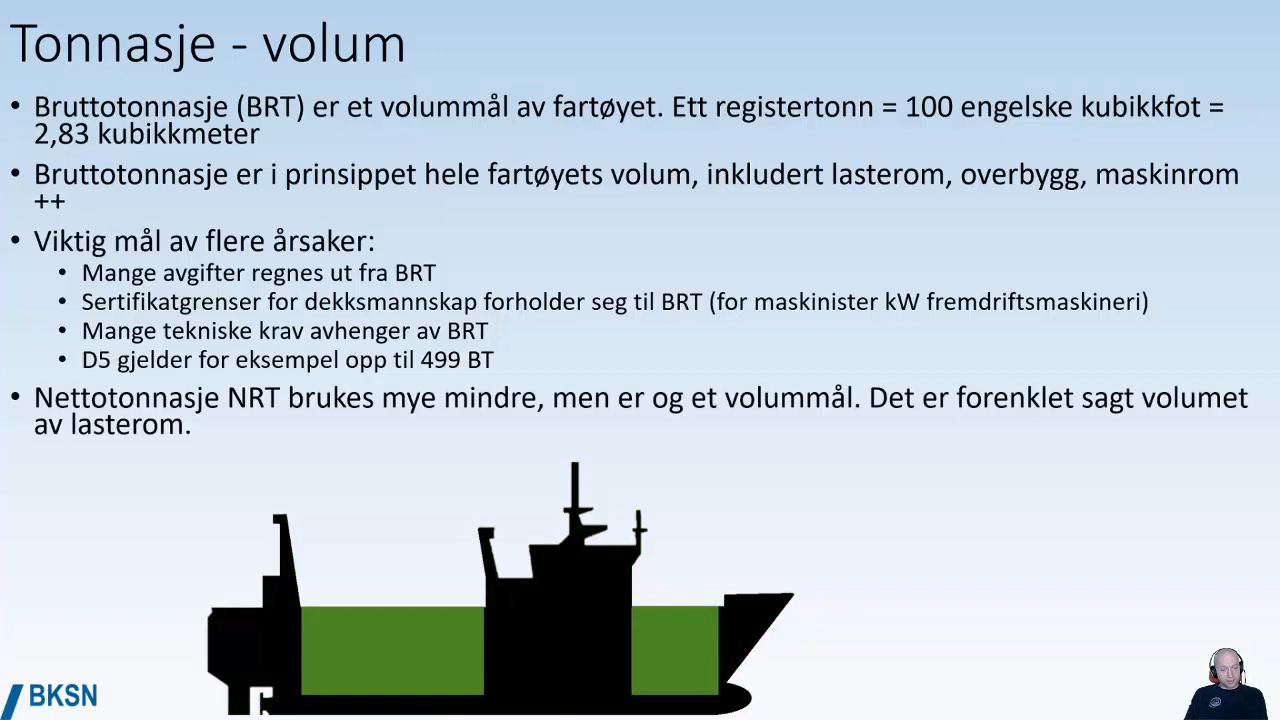 Tonnasje - volum
• Bruttotonnasje (BRT) er et volummål av fartøyet. Ett registertonn = 100 engelske kubikkfot =
2,83 kubikkmeter
• Bruttotonnasje er i prinsippet hele fartøyets volum, inkludert lasterom, overbygg, maskinrom
++
• Viktig mål av flere årsaker:
• Mange avgifter regnes ut fra BRT
• Sertifikatgrenser for dekksmannskap forholder seg til BRT (for maskinister kW fremdriftsmaskineri)
• Mange tekniske krav avhenger av BRT
• D5 gjelder for eksempel opp til 499 BT
• Nettotonnasje NRT brukes mye mindre, men er og et volummål. Det er forenklet sagt volumet
av lasterom.
BKSN